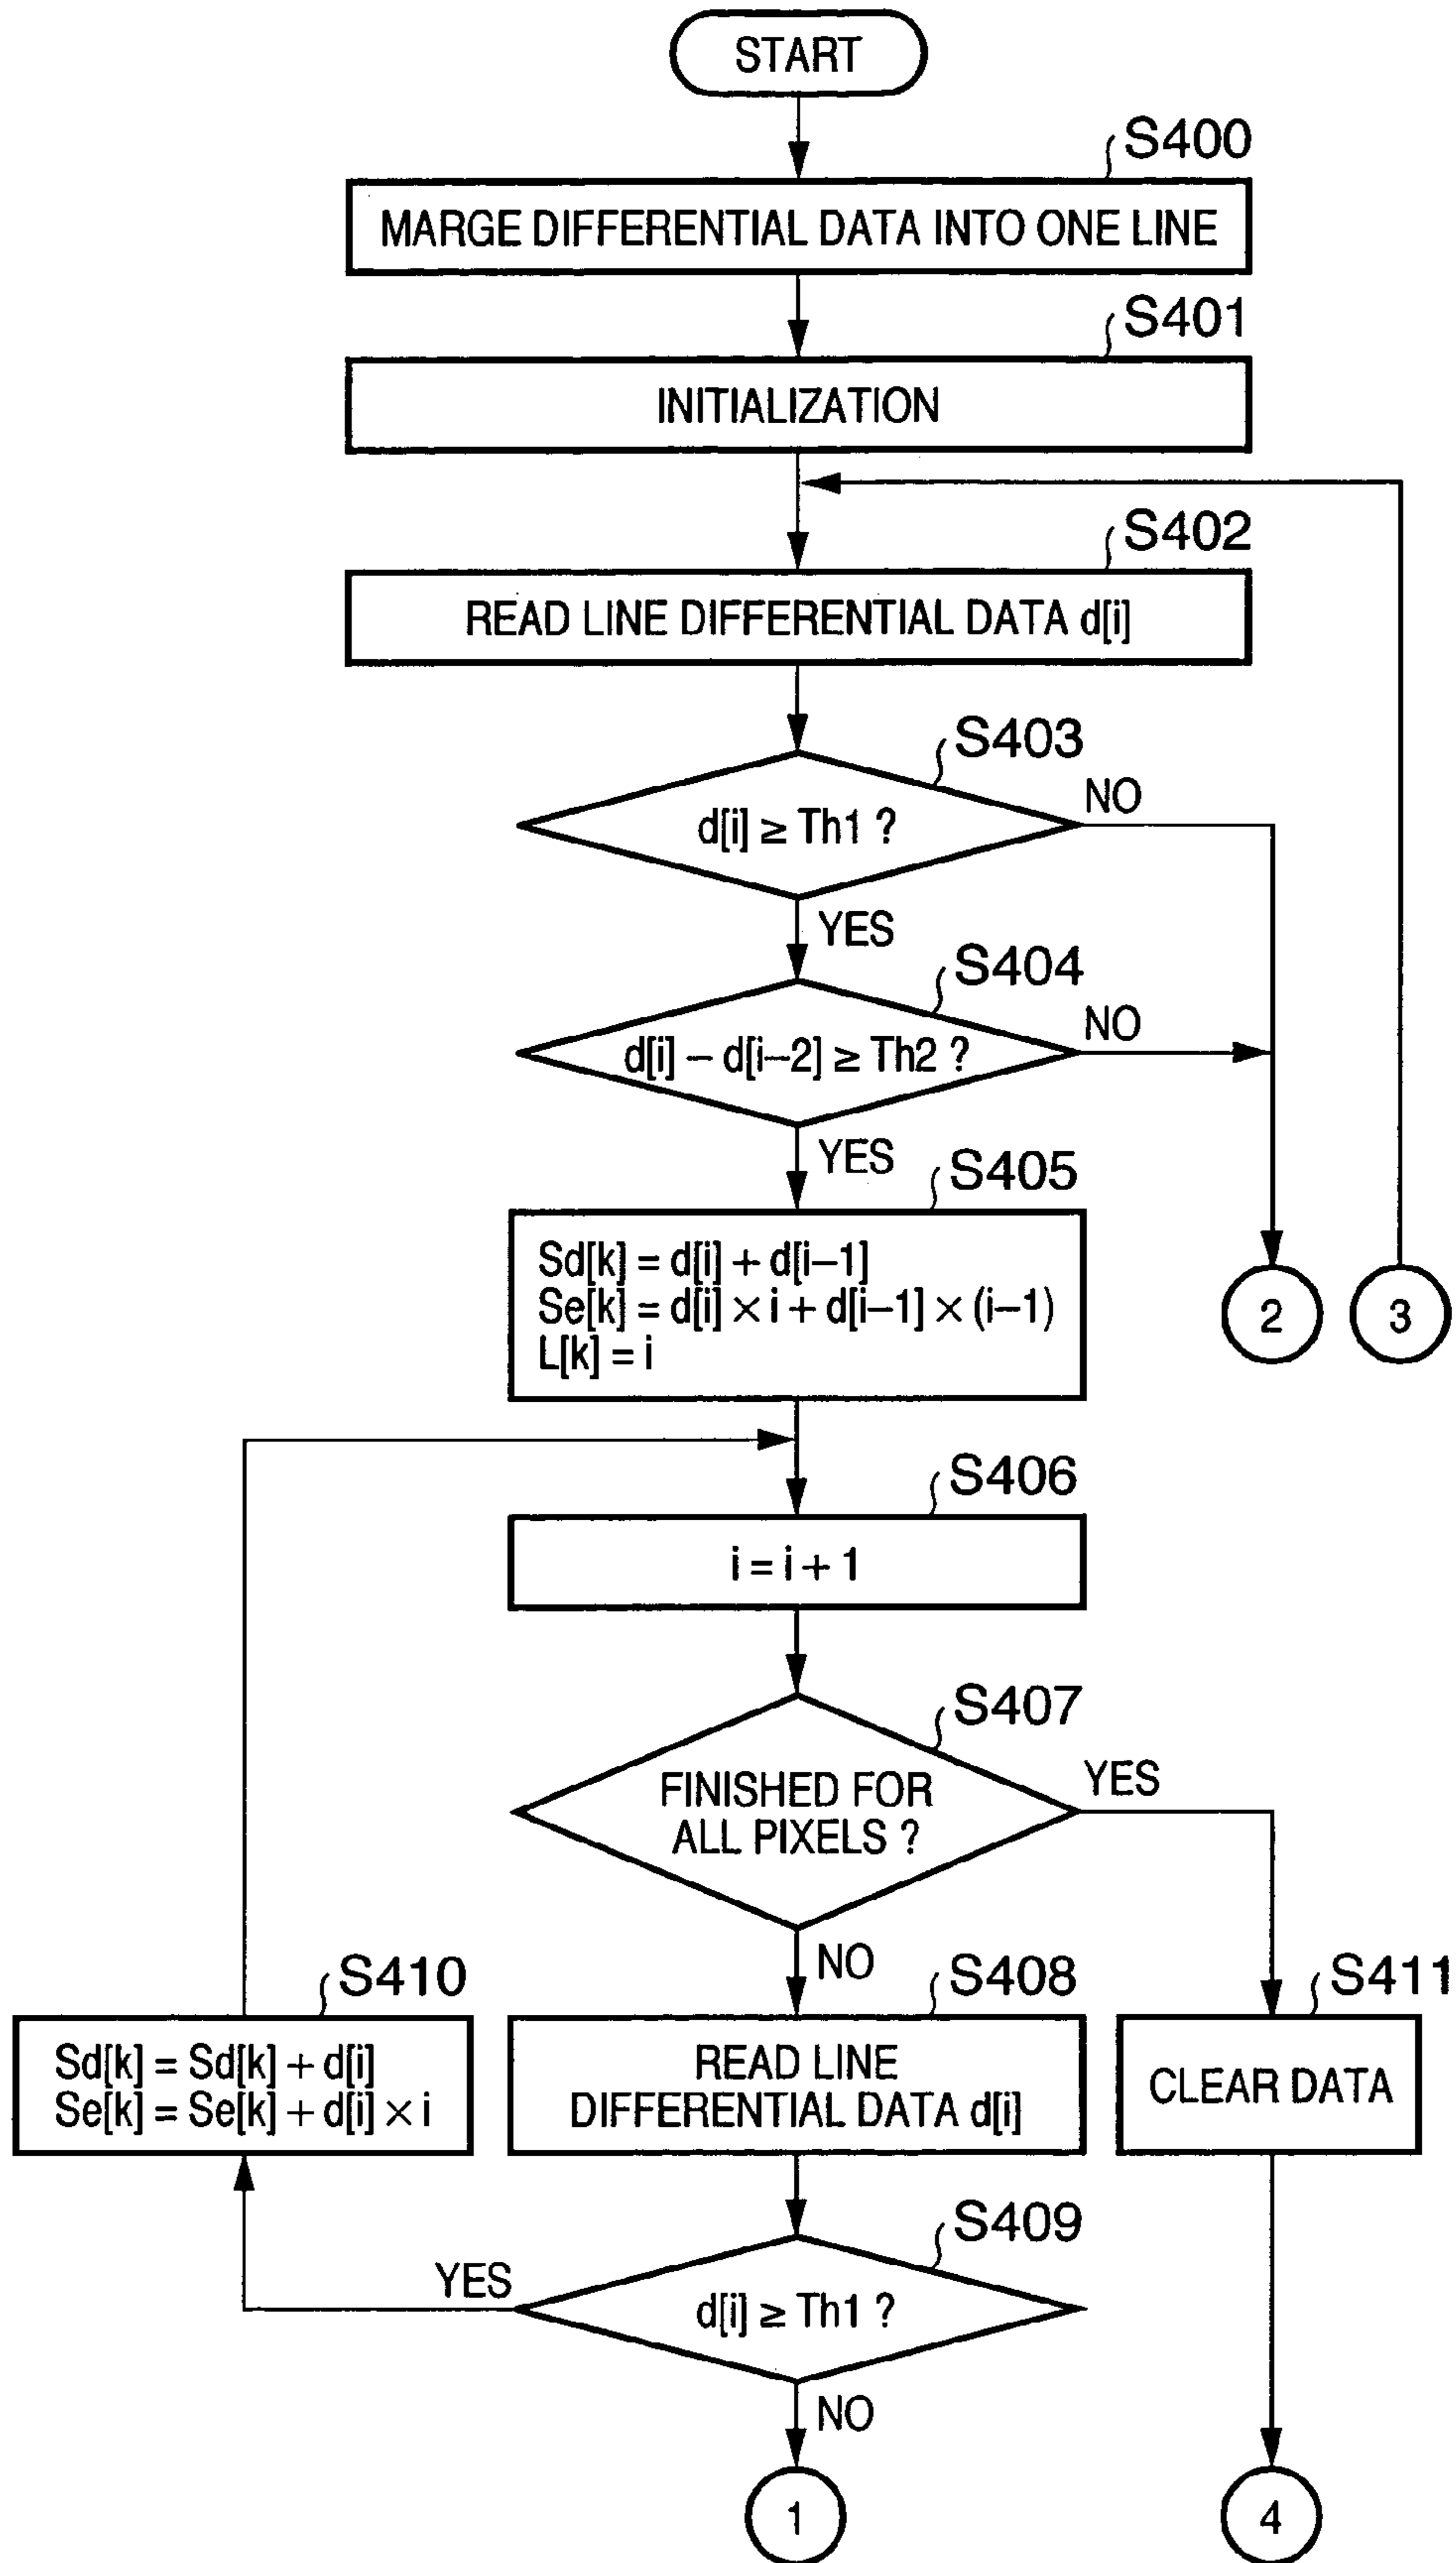 START
S400
MARGE DIFFERENTIAL DATA INTO ONE LINE
S401
INITIALIZATION
S402
READ LINE DIFFERENTIAL DATA d[i]
S403
d[i] ≥ Th1 ?
NO
YES
S404
d[i] – d[i–2] ≥ Th2 ?
NO
YES
S405
Sd[k] = d[i] + d[i–1]
Se[k] = d[i] × i + d[i–1] × (i–1)
L[k] = i
2
3
S406
i = i + 1
S407
FINISHED FOR
ALL PIXELS ?
YES
NO
S410
Sd[k] = Sd[k] + d[i]
Se[k] = Se[k] + d[i] × i
S408
READ LINE
DIFFERENTIAL DATA d[i]
S411
CLEAR DATA
S409
d[i] ≥ Th1 ?
YES
NO
1
4